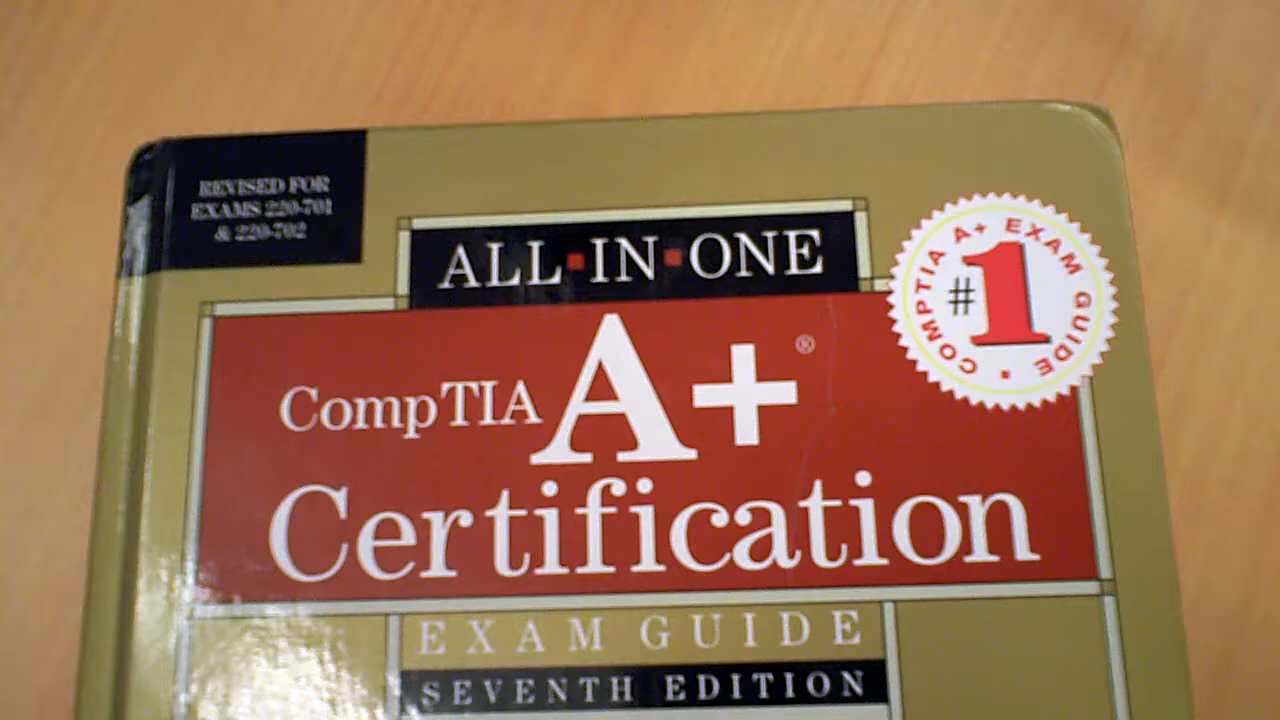 REVISED FOR
EXAMS 220-701
& 220-702
ALL IN ONE
COMPTIA A+ EXAM GUIDE
#1
CompTIA A+®
Certification
EXAM GUIDE
SEVENTH EDITION